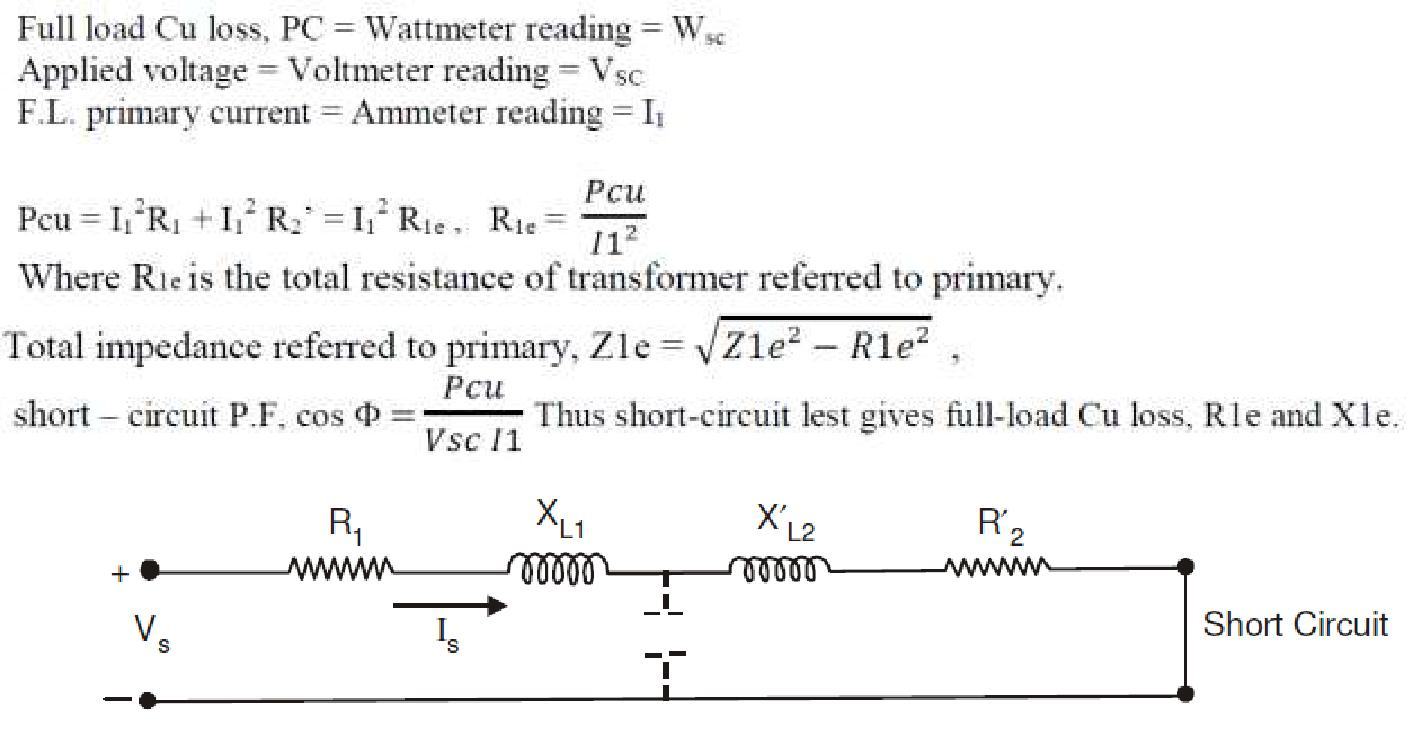 Full load Cu loss, PC = Wattmeter reading = Wsc
Applied voltage = Voltmeter reading = VSC
F.L. primary current = Ammeter reading = I1
Pcu = I1²R1 + I1² R2' = I1² R1e , R1e = Pcu / I1²
Where R1e is the total resistance of transformer referred to primary.
Total impedance referred to primary, Z1e = √Z1e² − R1e² ,
short – circuit P.F, cos Φ = Pcu / Vsc I1 Thus short-circuit lest gives full-load Cu loss, R1e and X1e.
R1 XL1 X′L2 R′2
+
Vs Is Short Circuit
−